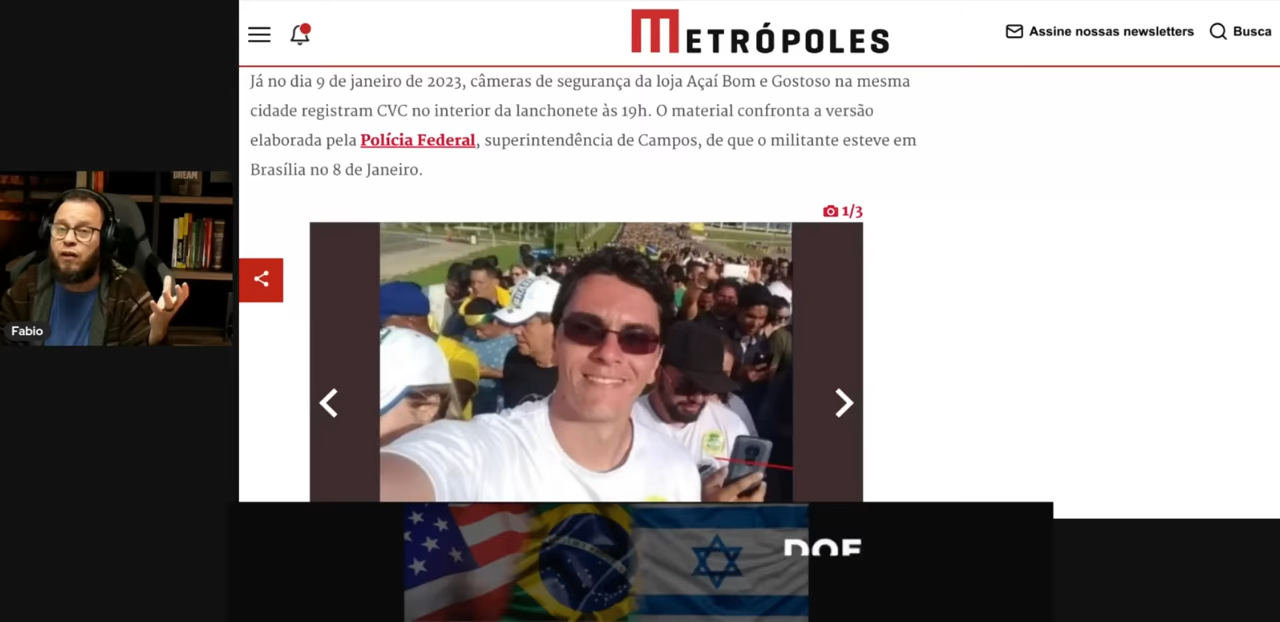 METRÓPOLES
Assine nossas newsletters
Busca
Já no dia 9 de janeiro de 2023, câmeras de segurança da loja Açaí Bom e Gostoso na mesma
cidade registram CVC no interior da lanchonete às 19h. O material confronta a versão
elaborada pela Polícia Federal, superintendência de Campos, de que o militante esteve em
Brasília no 8 de Janeiro.
1/3
DREAM
Fabio
DOE